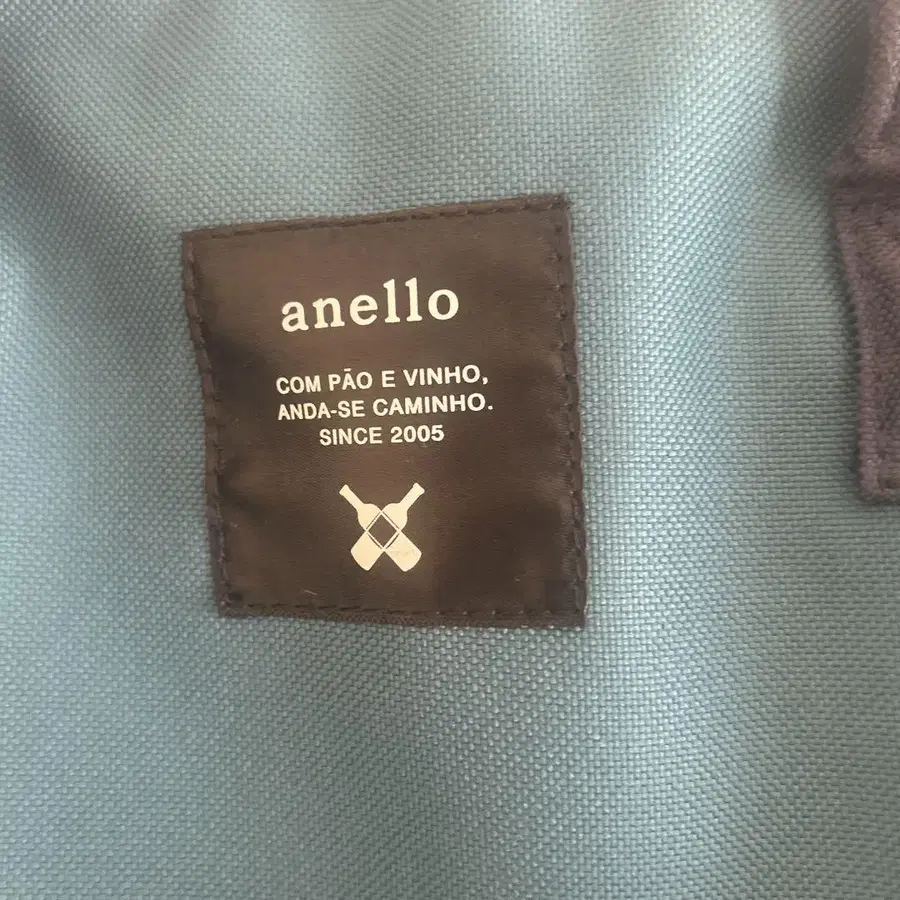 anello
COM PÃO E VINHO,
ANDA-SE CAMINHO.
SINCE 2005